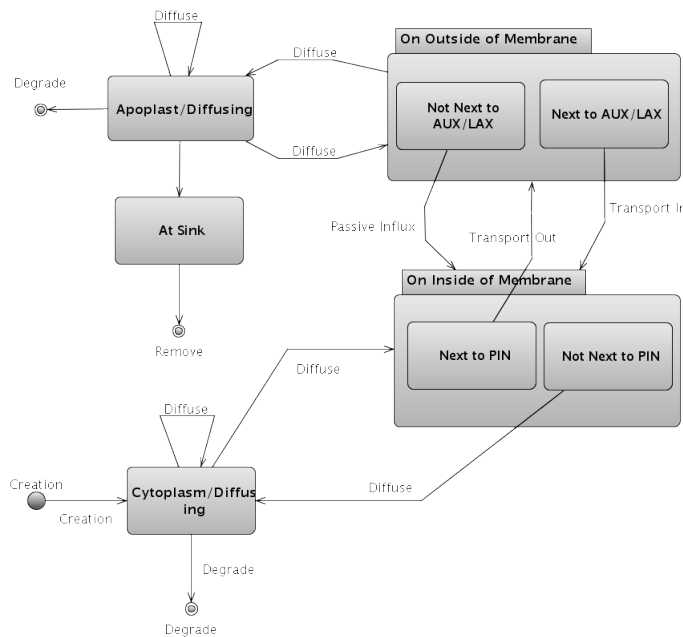 Diffuse
On Outside of Membrane
Diffuse
Degrade
Apoplast/Diffusing
Not Next to
AUX/LAX
Next to AUX/LAX
Diffuse
At Sink
Passive Influx
Transport Out
Transport In
On Inside of Membrane
Remove
Next to PIN
Not Next to PIN
Diffuse
Diffuse
Creation
Cytoplasm/Diffus
ing
Diffuse
Creation
Degrade
Degrade